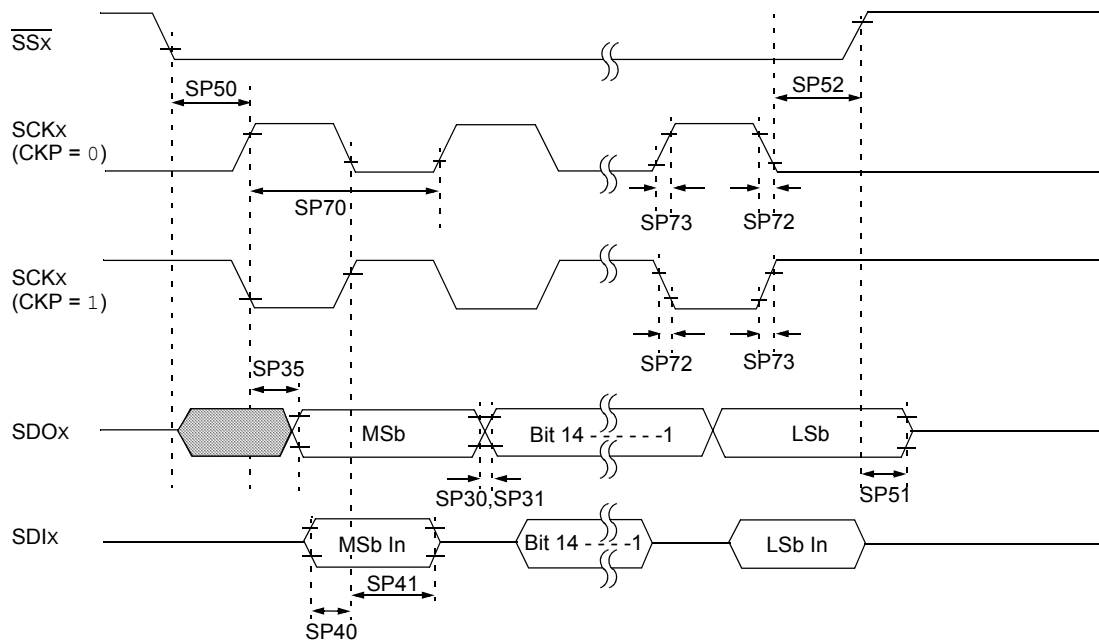 SSx
SP50
SP52
SCKx
(CKP = 0)
SP70
SP73
SP72
SCKx
(CKP = 1)
SP72
SP73
SP35
SDOx
MSb
Bit 14 - - - - - -1
LSb
SP30,SP31
SP51
SDIx
MSb In
Bit 14 - - - -1
LSb In
SP41
SP40